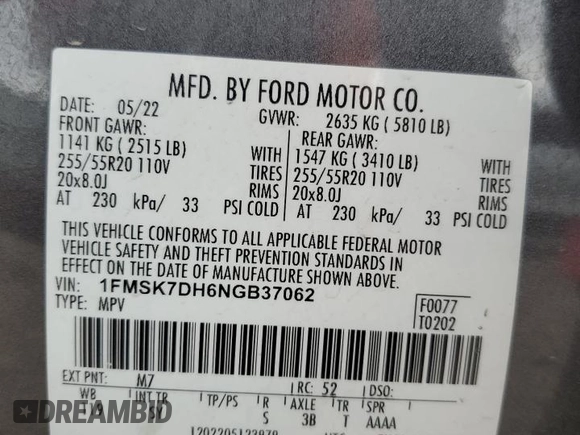 MFD. BY FORD MOTOR CO.
DATE: 05/22
GVWR: 2635 KG ( 5810 LB)
FRONT GAWR:
REAR GAWR:
1141 KG ( 2515 LB) WITH
1547 KG ( 3410 LB) WITH
255/55R20 110V TIRES
255/55R20 110V TIRES
20x8.0J RIMS
20x8.0J RIMS
AT 230 kPa/ 33 PSI COLD
AT 230 kPa/ 33 PSI COLD
THIS VEHICLE CONFORMS TO ALL APPLICABLE FEDERAL MOTOR
VEHICLE SAFETY AND THEFT PREVENTION STANDARDS IN
EFFECT ON THE DATE OF MANUFACTURE SHOWN ABOVE.
VIN: 1FMSK7DH6NGB37062
TYPE: MPV
F0077
T0202
EXT PNT: M7
RC: 52
DSO:
WB
INT TR
TP/PS
R
AXLE
TR
SPR
S
3B
T
AAAA
DREAMBID